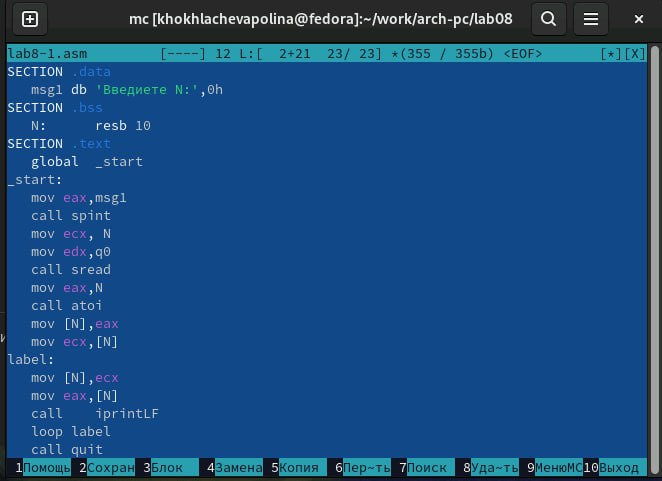 mc [khokhlachevapolina@fedora]:~/work/arch-pc/lab08
lab8-1.asm [----] 12 L:[ 2+21 23/ 23] *(355 / 355b) <EOF> [*][X]
SECTION .data
msg1 db 'Введиете N:',0h
SECTION .bss
N: resb 10
SECTION .text
global _start
_start:
mov eax,msg1
call spint
mov ecx, N
mov edx,q0
call sread
mov eax,N
call atoi
mov [N],eax
mov ecx,[N]
label:
mov [N],ecx
mov eax,[N]
call iprintLF
loop label
call quit
1Помощь 2Сохран 3Блок 4Замена 5Копия 6Пер~ть 7Поиск 8Уда~ть 9МенюMC 10Выход